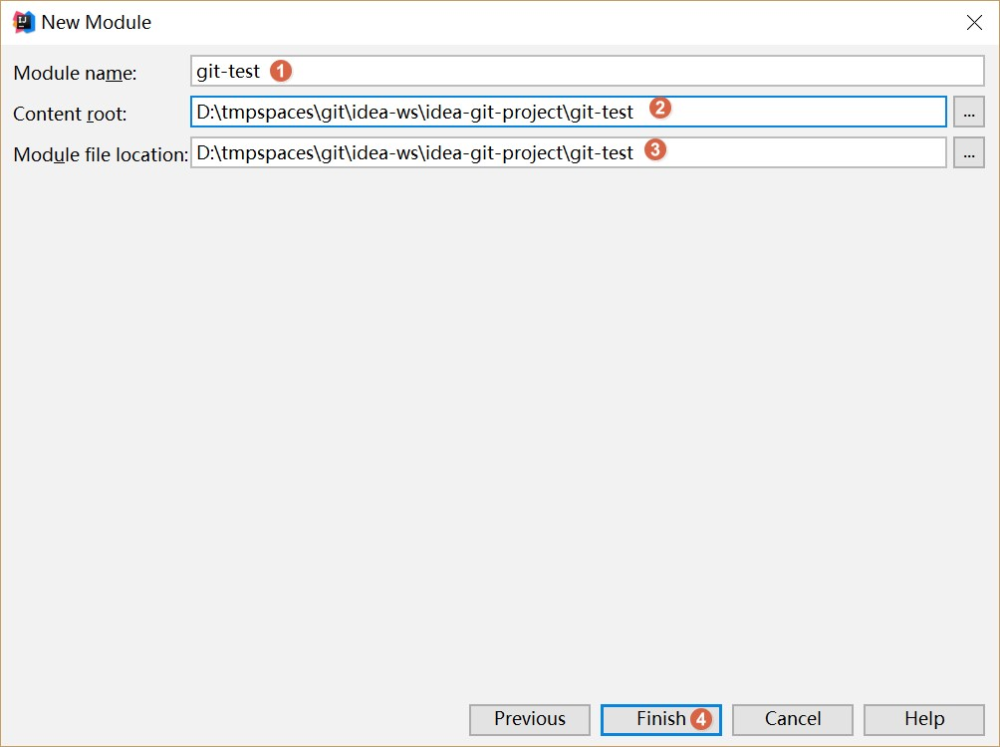 New Module
Module name: git-test 1
Content root: D:\tmpspaces\git\idea-ws\idea-git-project\git-test 2 ...
Module file location: D:\tmpspaces\git\idea-ws\idea-git-project\git-test 3 ...
Previous Finish 4 Cancel Help